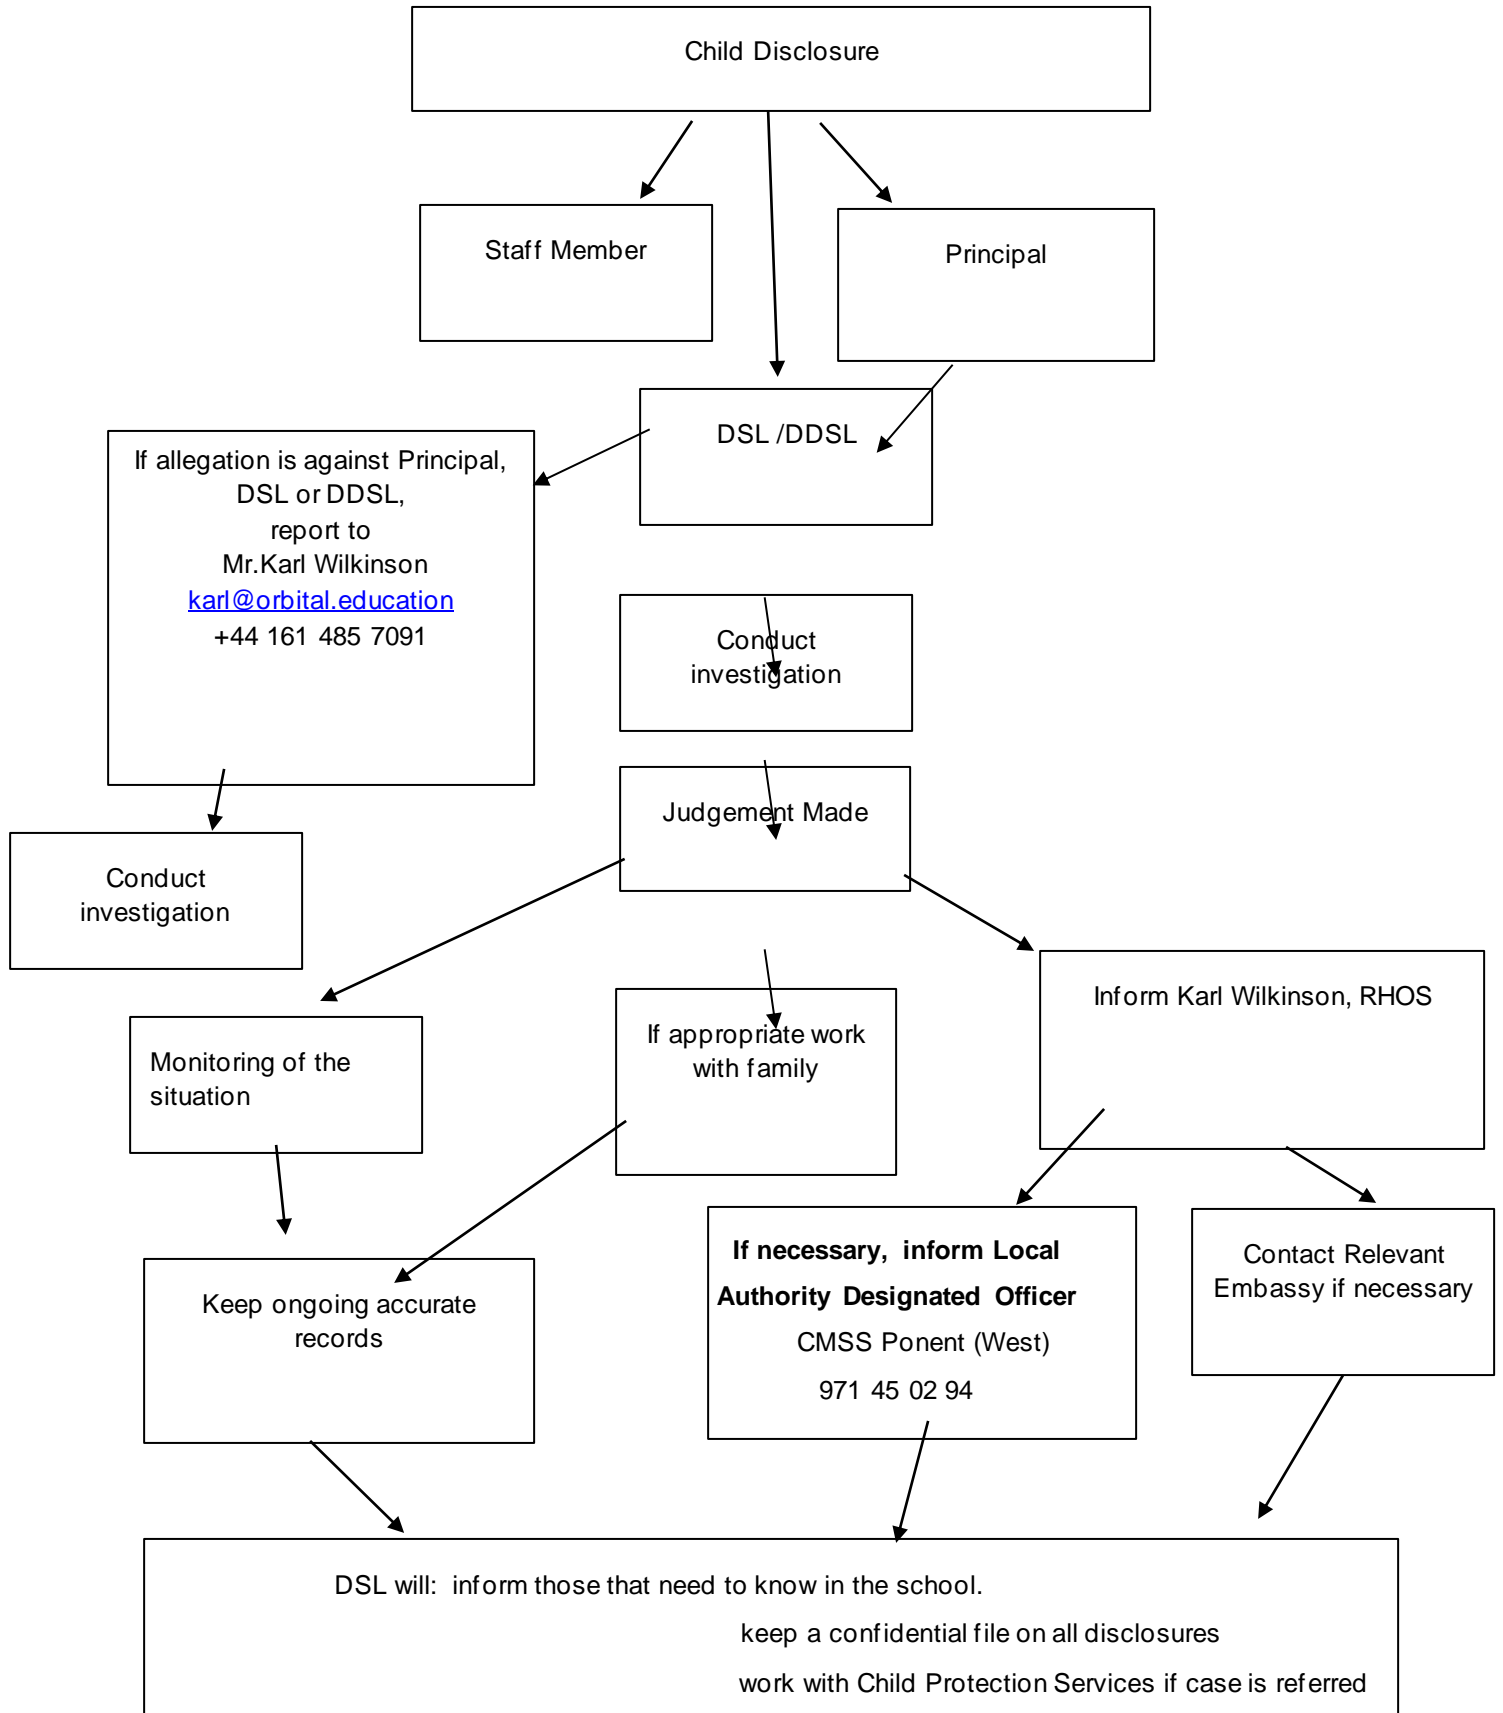 Child Disclosure
Staff Member
Principal
DSL /DDSL
If allegation is against Principal,
DSL or DDSL,
report to
Mr.Karl Wilkinson
karl@orbital.education
+44 161 485 7091
Conduct
investigation
Judgement Made
Conduct
investigation
Inform Karl Wilkinson, RHOS
Monitoring of the
situation
If appropriate work
with family
If necessary, inform Local
Authority Designated Officer
CMSS Ponent (West)
971 45 02 94
Contact Relevant
Embassy if necessary
Keep ongoing accurate
records
DSL will: inform those that need to know in the school.
keep a confidential file on all disclosures
work with Child Protection Services if case is referred